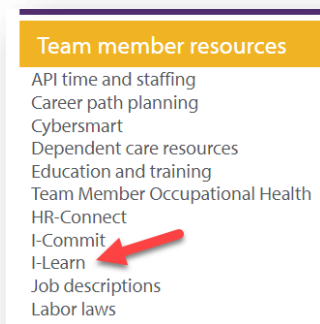 Team member resources
API time and staffing
Career path planning
Cybersmart
Dependent care resources
Education and training
Team Member Occupational Health
HR-Connect
I-Commit
I-Learn
Job descriptions
Labor laws